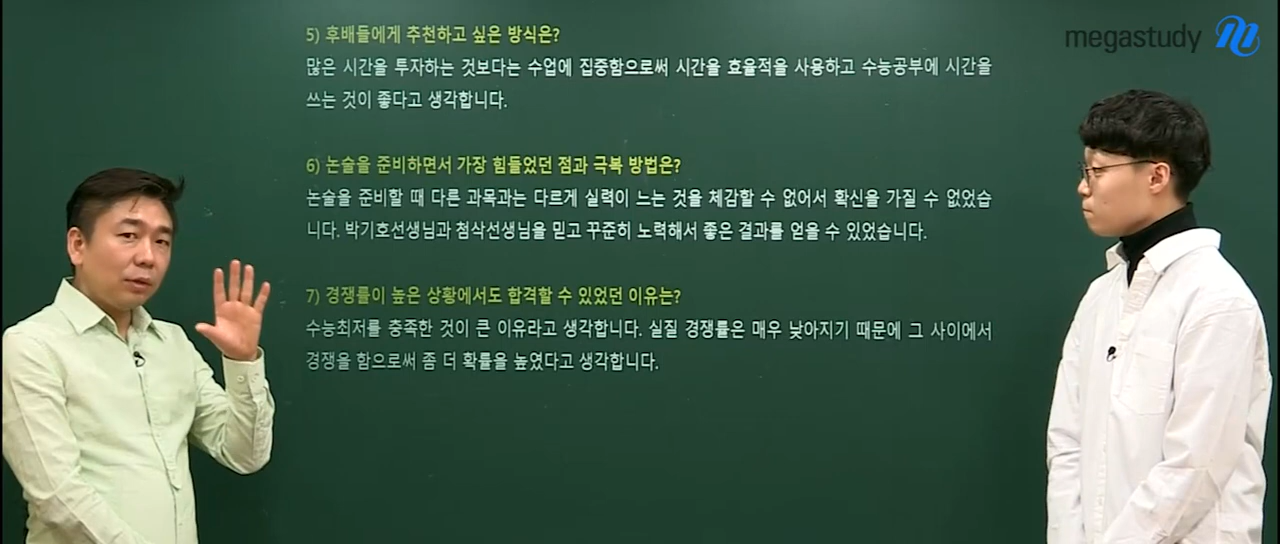 megastudy
5) 후배들에게 추천하고 싶은 방식은?
많은 시간을 투자하는 것보다는 수업에 집중함으로써 시간을 효율적을 사용하고 수능공부에 시간을
쓰는 것이 좋다고 생각합니다.
6) 논술을 준비하면서 가장 힘들었던 점과 극복 방법은?
논술을 준비할 때 다른 과목과는 다르게 실력이 느는 것을 체감할 수 없어서 확신을 가질 수 없었습
니다. 박기호선생님과 첨삭선생님을 믿고 꾸준히 노력해서 좋은 결과를 얻을 수 있었습니다.
7) 경쟁률이 높은 상황에서도 합격할 수 있었던 이유는?
수능최저를 충족한 것이 큰 이유라고 생각합니다. 실질 경쟁률은 매우 낮아지기 때문에 그 사이에서
경쟁을 함으로써 좀 더 확률을 높였다고 생각합니다.